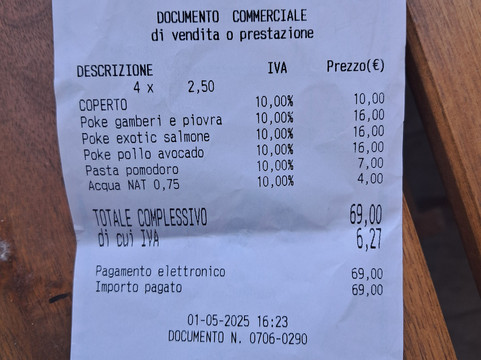 DOCUMENTO COMMERCIALE
di vendita o prestazione
DESCRIZIONE IVA Prezzo(€)
4 x 2,50
COPERTO 10,00% 10,00
Poke gamberi e piovra 10,00% 16,00
Poke exotic salmone 10,00% 16,00
Poke pollo avocado 10,00% 16,00
Pasta pomodoro 10,00% 7,00
Acqua NAT 0,75 10,00% 4,00
TOTALE COMPLESSIVO 69,00
di cui IVA 6,27
Pagamento elettronico 69,00
Importo pagato 69,00
01-05-2025 16:23
DOCUMENTO N. 0706-0290